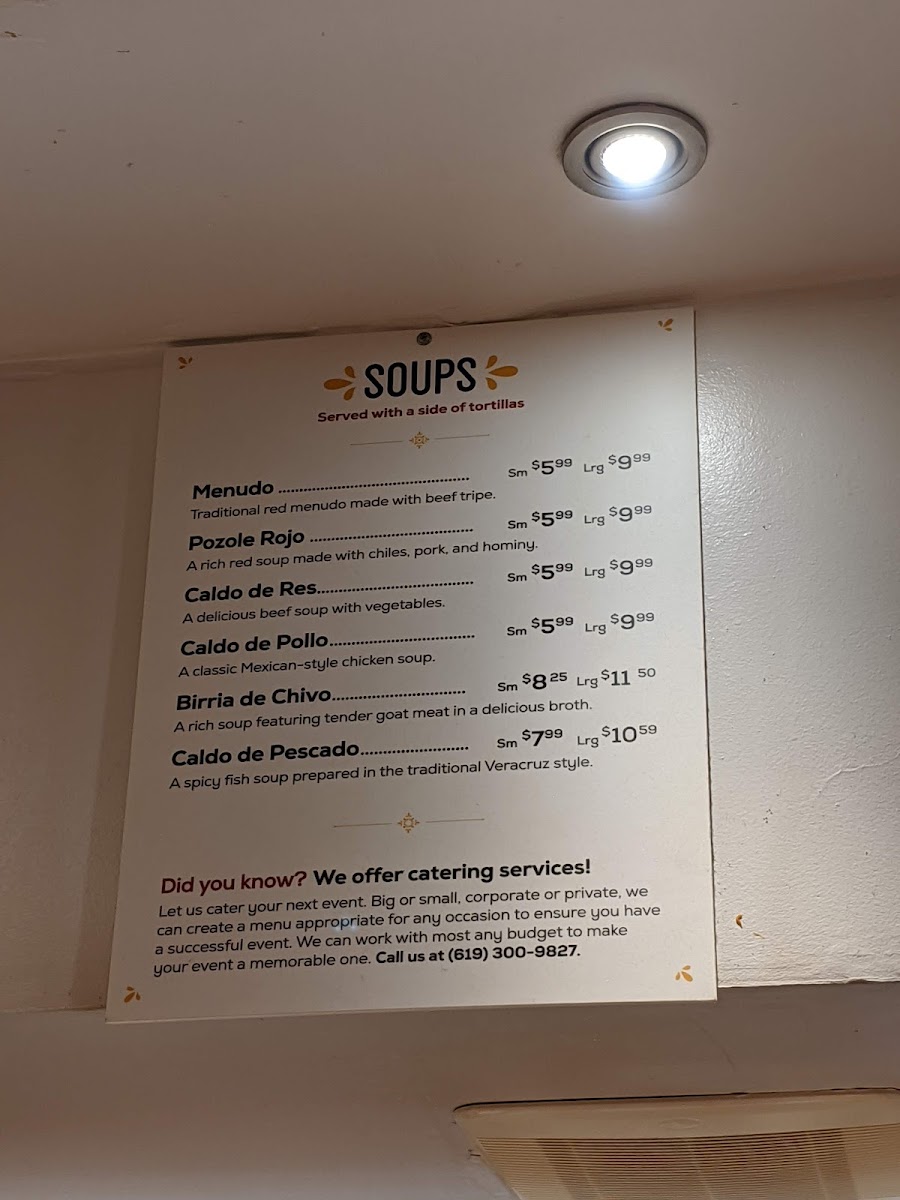 SOUPS
Served with a side of tortillas
Menudo ............................................. Sm $5.99 Lrg $9.99
Traditional red menudo made with beef tripe.
Pozole Rojo ...................................... Sm $5.99 Lrg $9.99
A rich red soup made with chiles, pork, and hominy.
Caldo de Res.................................... Sm $5.99 Lrg $9.99
A delicious beef soup with vegetables.
Caldo de Pollo................................. Sm $5.99 Lrg $9.99
A classic Mexican-style chicken soup.
Birria de Chivo.............................. Sm $8 25 Lrg $11 50
A rich soup featuring tender goat meat in a delicious broth.
Caldo de Pescado........................ Sm $7.99 Lrg $10 59
A spicy fish soup prepared in the traditional Veracruz style.
Did you know? We offer catering services!
Let us cater your next event. Big or small, corporate or private, we
can create a menu appropriate for any occasion to ensure you have
a successful event. We can work with most any budget to make
your event a memorable one. Call us at (619) 300-9827.